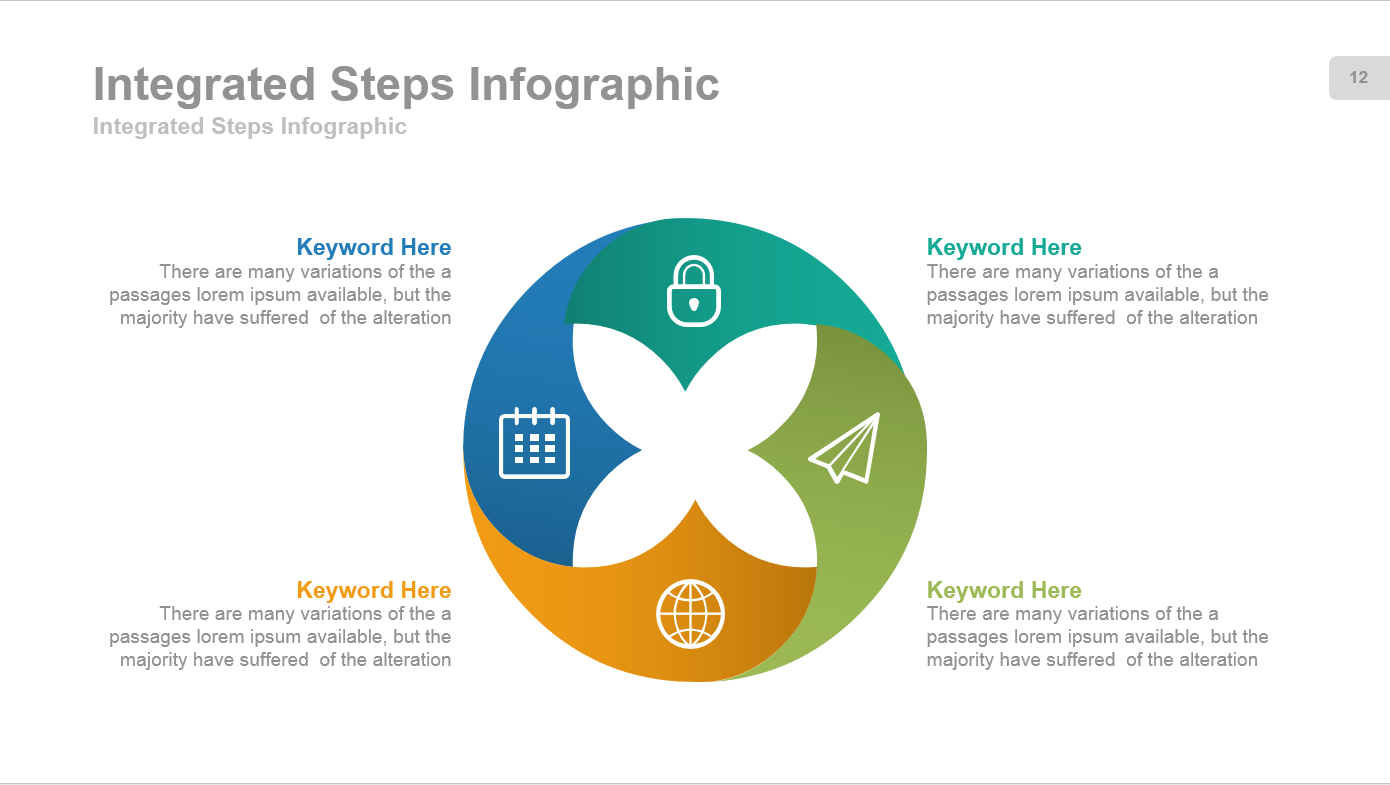 Integrated Steps Infographic
Integrated Steps Infographic
12
Keyword Here
There are many variations of the a
passages lorem ipsum available, but the
majority have suffered  of the alteration
Keyword Here
There are many variations of the a
passages lorem ipsum available, but the
majority have suffered  of the alteration
Keyword Here
There are many variations of the a
passages lorem ipsum available, but the
majority have suffered  of the alteration
Keyword Here
There are many variations of the a
passages lorem ipsum available, but the
majority have suffered  of the alteration